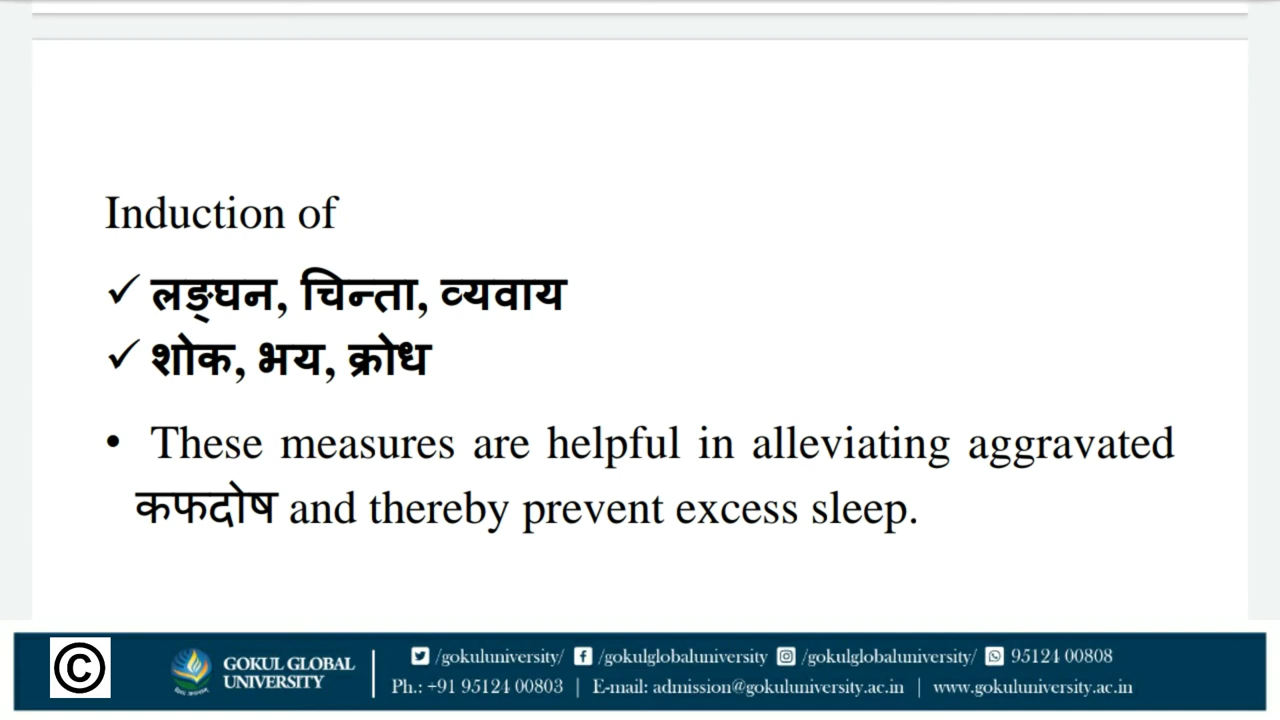 Induction of
✓ लङ्घन, चिन्ता, व्यवाय
✓ शोक, भय, क्रोध
• These measures are helpful in alleviating aggravated
कफदोष and thereby prevent excess sleep.
© GOKUL GLOBAL UNIVERSITY
/gokuluniversity/ /gokulglobaluniversity /gokulglobaluniversity/ 95124 00808
Ph.: +91 95124 00803 | E-mail: admission@gokuluniversity.ac.in | www.gokuluniversity.ac.in